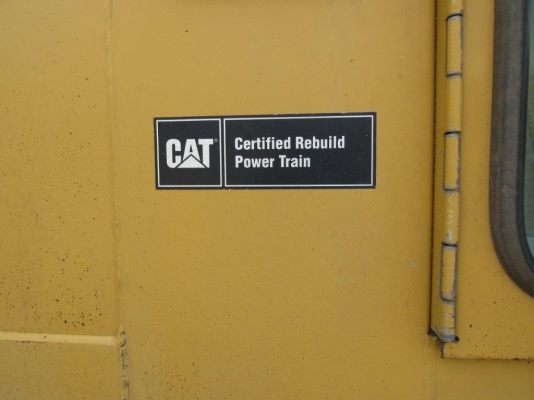 CAT
Certified Rebuild
Power Train